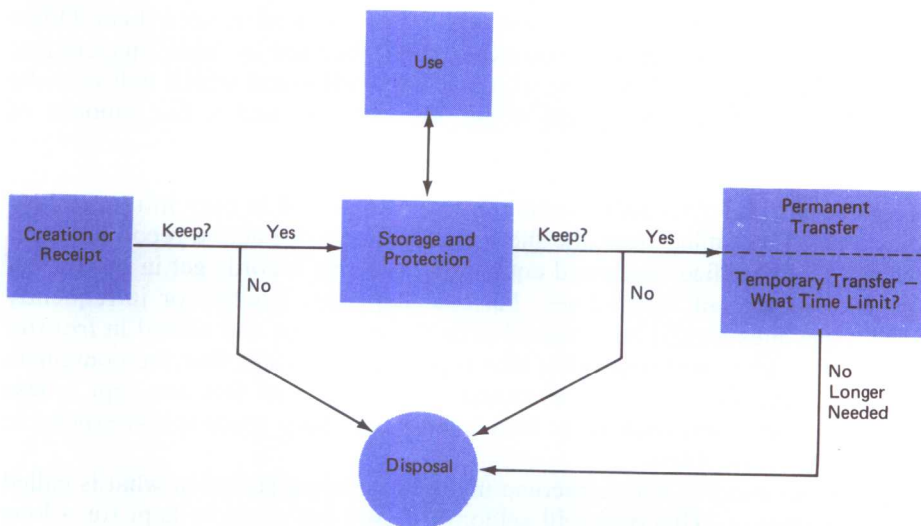 Use
Creation or
Receipt
Keep?
Yes
No
Storage and
Protection
Keep?
Yes
No
Permanent
Transfer
Temporary Transfer —
What Time Limit?
No
Longer
Needed
Disposal